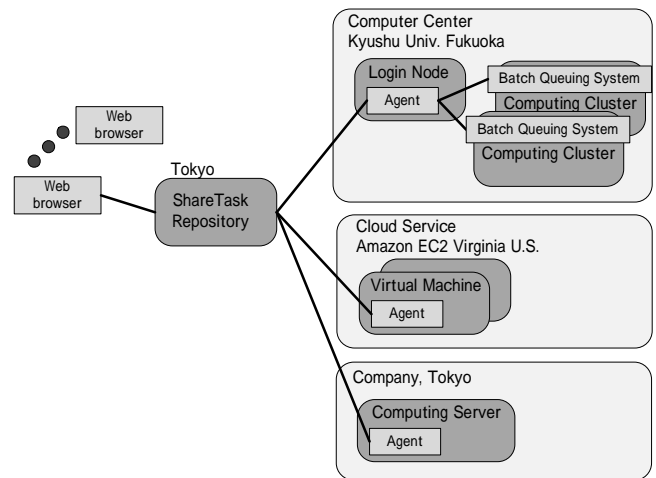 Computer Center
Kyushu Univ. Fukuoka
Login Node
Agent
Batch Queuing System
Computing Cluster
Batch Queuing System
Computing Cluster
Web
browser
Web
browser
Tokyo
ShareTask
Repository
Cloud Service
Amazon EC2 Virginia U.S.
Virtual Machine
Agent
Company, Tokyo
Computing Server
Agent